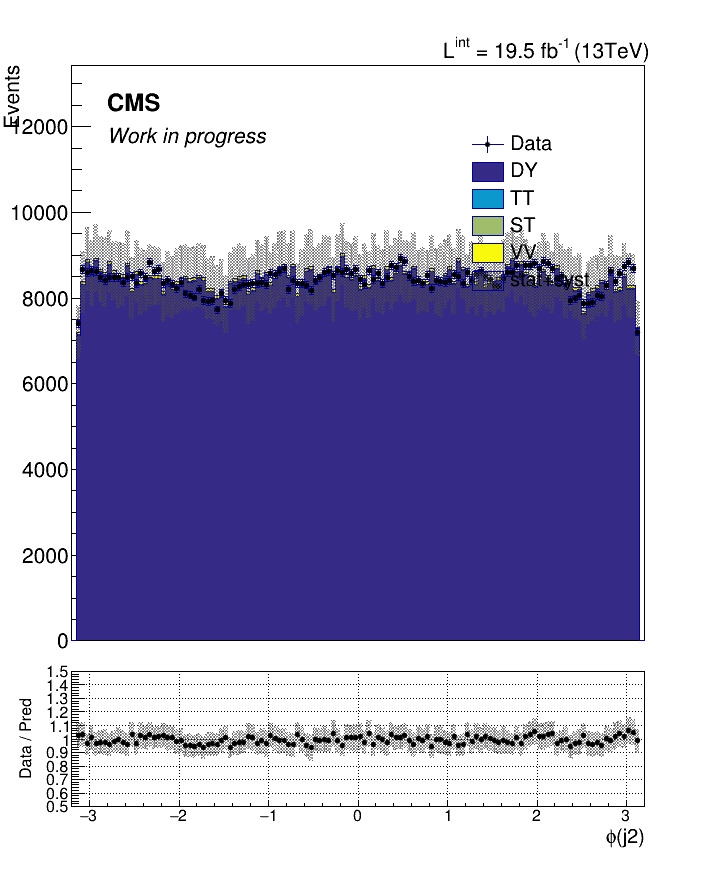 L^int = 19.5 fb^-1 (13TeV)
Events
CMS
Work in progress
Data
DY
TT
ST
VV
stat+syst
12000
10000
8000
6000
4000
2000
0
Data / Pred
1.5
1.4
1.3
1.2
1.1
1
0.9
0.8
0.7
0.6
0.5
−3 −2 −1 0 1 2 3
ϕ(j2)